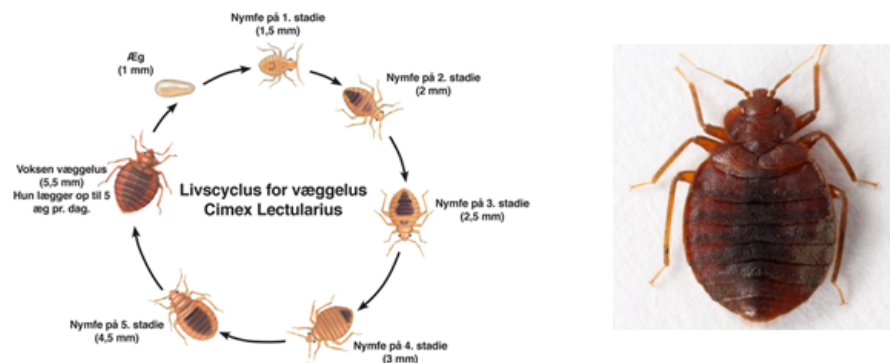 Nymfe på 1. stadie
(1,5 mm)
Æg
(1 mm)
Nymfe på 2. stadie
(2 mm)
Voksen væggelus
(5,5 mm)
Hun lægger op til 5
æg pr. dag.
Livscyclus for væggelus
Cimex Lectularius
Nymfe på 3. stadie
(2,5 mm)
Nymfe på 5. stadie
(4,5 mm)
Nymfe på 4. stadie
(3 mm)